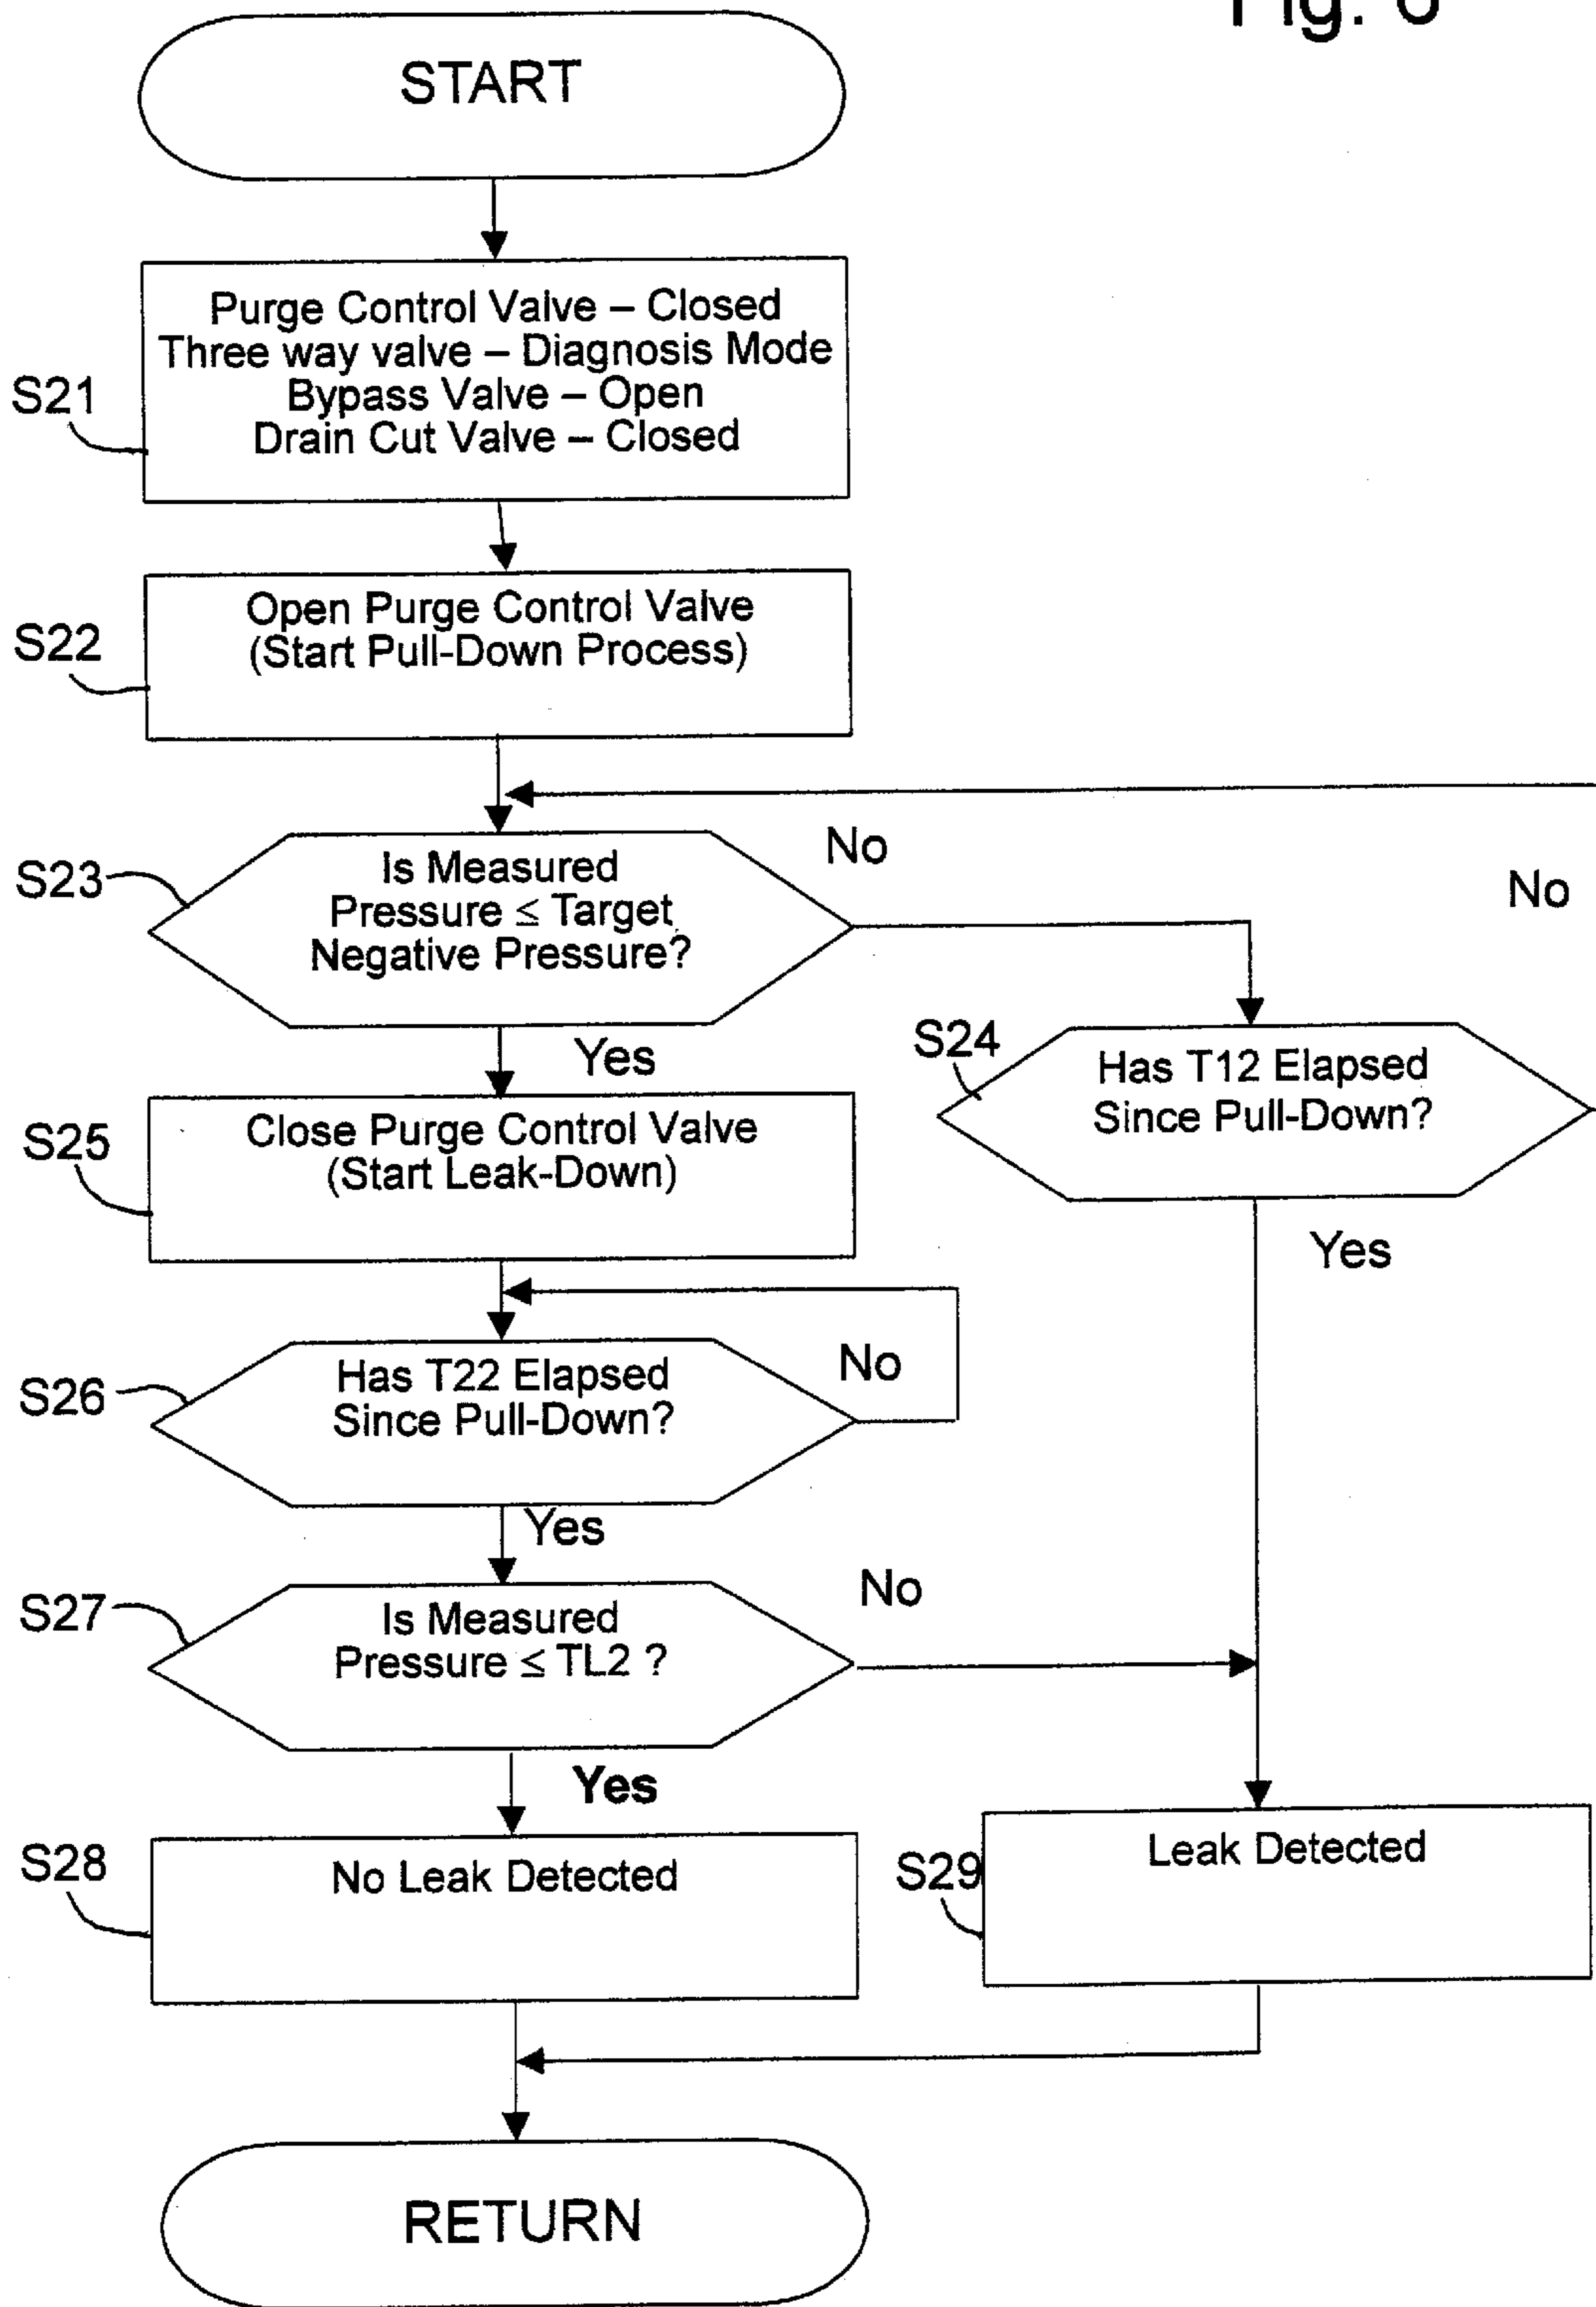 START
Purge Control Valve – Closed
Three way valve – Diagnosis Mode
Bypass Valve – Open
Drain Cut Valve – Closed
S21
Open Purge Control Valve
(Start Pull-Down Process)
S22
Is Measured
Pressure ≤ Target
Negative Pressure?
S23
No
No
S24
Has T12 Elapsed
Since Pull-Down?
Yes
Yes
S25
Close Purge Control Valve
(Start Leak-Down)
S26
Has T22 Elapsed
Since Pull-Down?
No
Yes
S27
Is Measured
Pressure ≤ TL2 ?
No
Yes
S28
No Leak Detected
S29
Leak Detected
RETURN